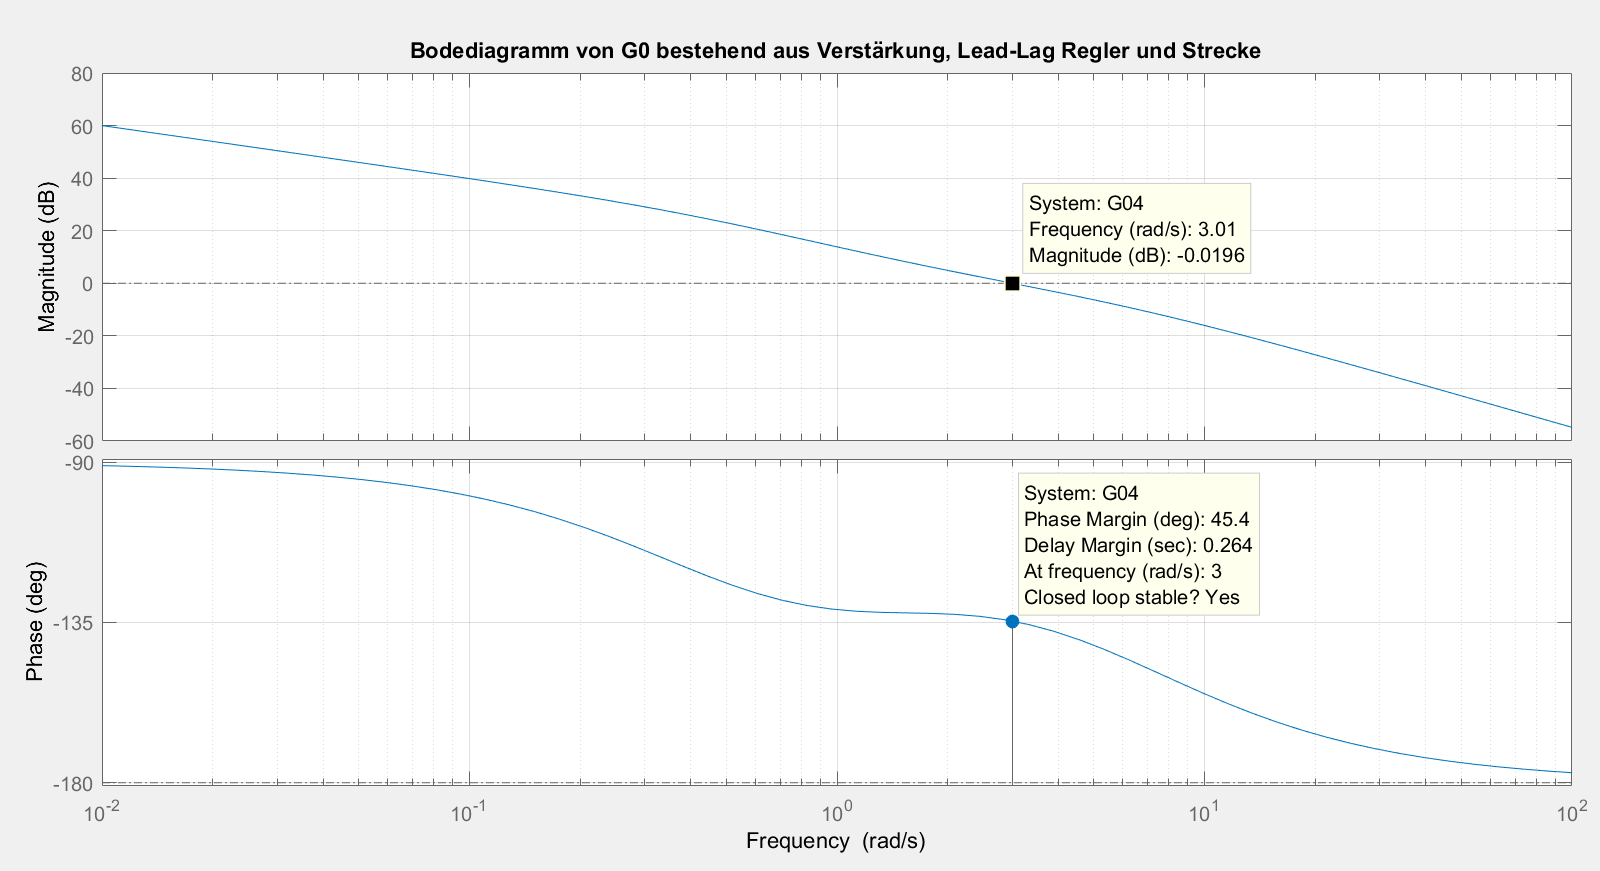 Bodediagramm von G0 bestehend aus Verstärkung, Lead-Lag Regler und Strecke
80
60
40
20
0
-20
-40
-60
Magnitude (dB)
System: G04
Frequency (rad/s): 3.01
Magnitude (dB): -0.0196
-90
-135
-180
Phase (deg)
System: G04
Phase Margin (deg): 45.4
Delay Margin (sec): 0.264
At frequency (rad/s): 3
Closed loop stable? Yes
10^-2 10^-1 10^0 10^1 10^2
Frequency (rad/s)